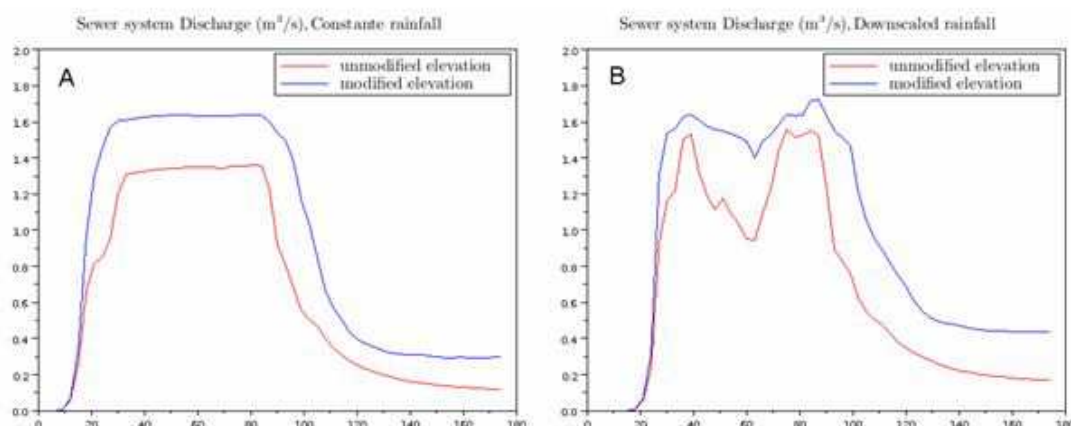 Sewer system Discharge (m³/s), Constante rainfall
A
unmodified elevation
modified elevation
2.0
1.8
1.6
1.4
1.2
1.0
0.8
0.6
0.4
0.2
0.0
0 20 40 60 80 100 120 140 160 180
Sewer system Discharge (m³/s), Downscaled rainfall
B
unmodified elevation
modified elevation
2.0
1.8
1.6
1.4
1.2
1.0
0.8
0.6
0.4
0.2
0.0
0 20 40 60 80 100 120 140 160 180